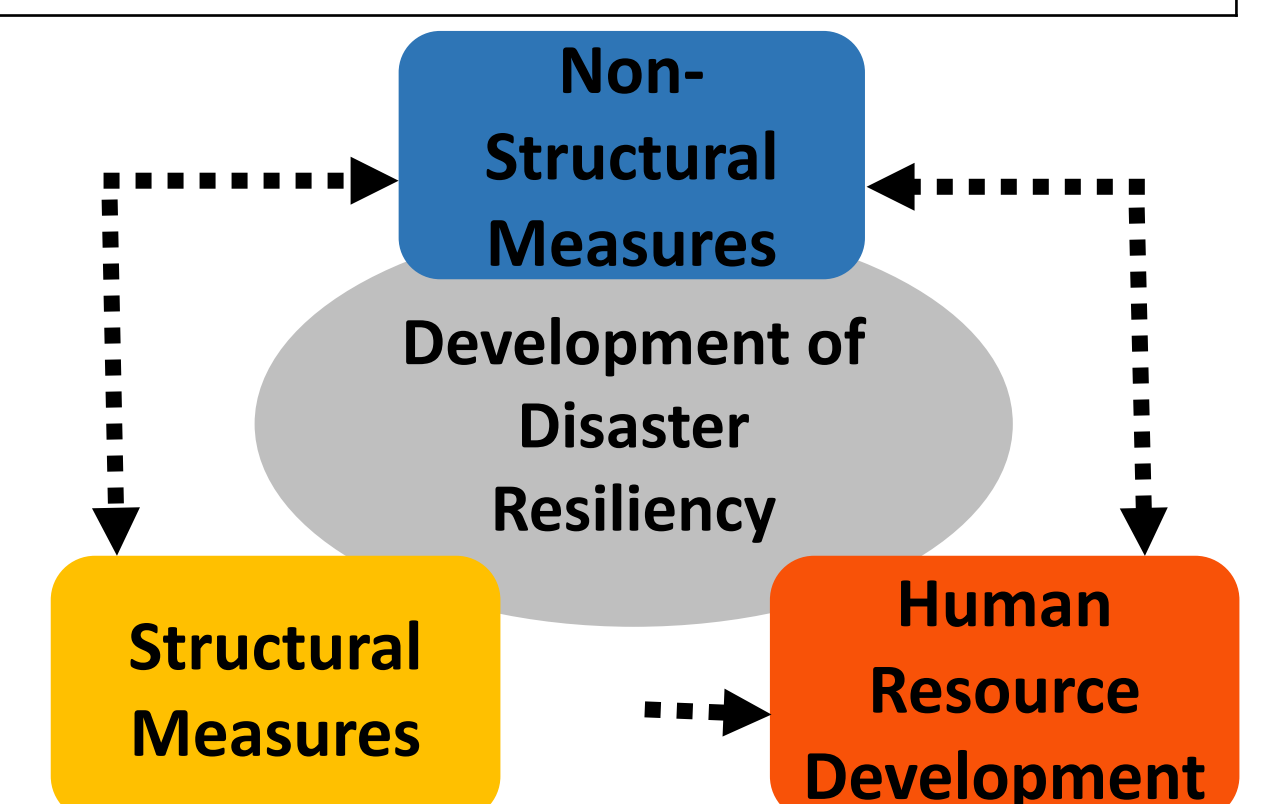 Non-
Structural
Measures
Development of
Disaster
Resiliency
Structural
Measures
Human
Resource
Development